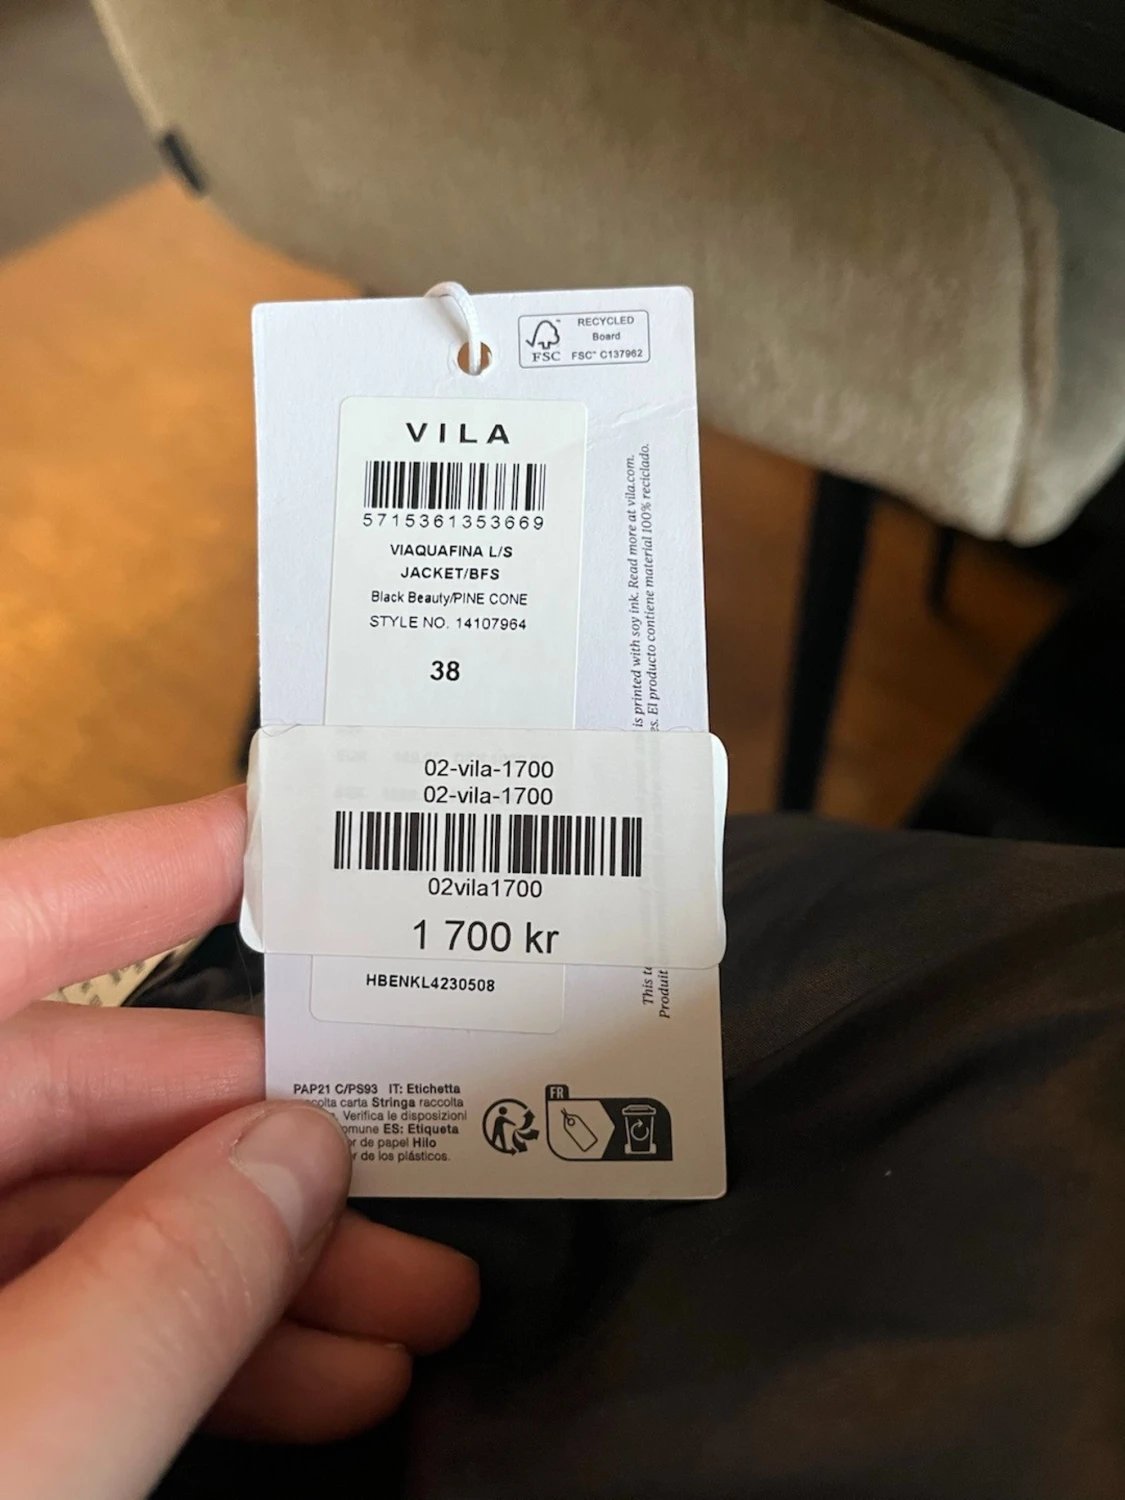 RECYCLED
Board
FSC™ C137962
FSC
VILA
5715361353669
VIAQUAFINA L/S
JACKET/BFS
Black Beauty/PINE CONE
STYLE NO. 14107964
38
is printed with soy ink. Read more at vila.com.
es. El producto contiene material 100% reciclado.
02-vila-1700
02-vila-1700
02vila1700
1 700 kr
This
Produit
HBENKL4230508
PAP21 C/PS93 IT: Etichetta
colta carta Stringa raccolta
. Verifica le disposizioni
omune ES: Etiqueta
or de papel Hilo
r de los plásticos.
FR